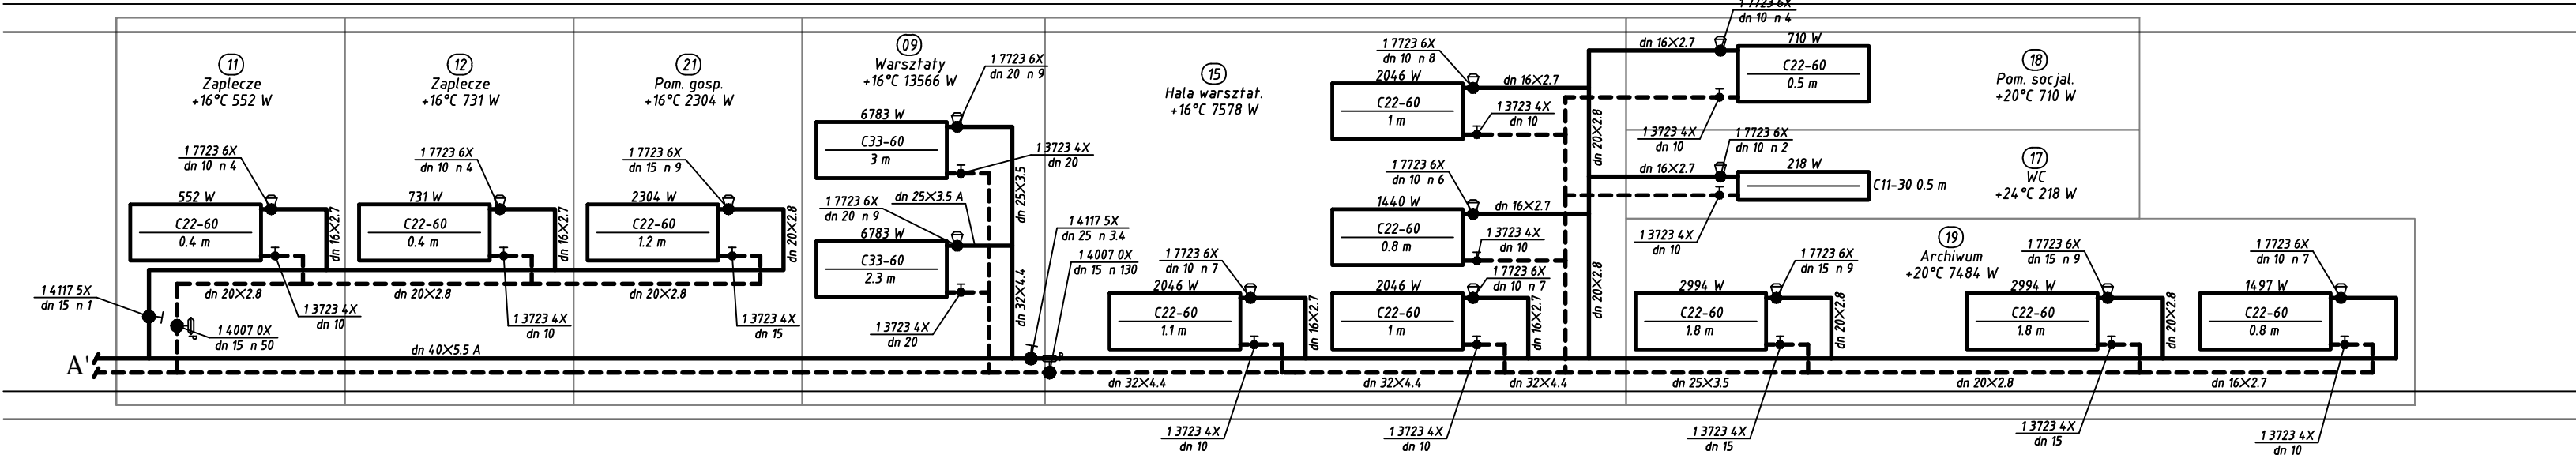 11
Zaplecze
+16°C 552 W
1 7723 6X
dn 10 n 4
552 W
C22-60
0.4 m
dn 16X2.7
dn 20X2.8
1 3723 4X
dn 10
1 4117 5X
dn 15 n 1
1 4007 0X
dn 15 n 50
A'
12
Zaplecze
+16°C 731 W
1 7723 6X
dn 10 n 4
731 W
C22-60
0.4 m
dn 16X2.7
dn 20X2.8
1 3723 4X
dn 10
dn 40X5.5 A
21
Pom. gosp.
+16°C 2304 W
1 7723 6X
dn 15 n 9
2304 W
C22-60
1.2 m
dn 20X2.8
dn 20X2.8
1 3723 4X
dn 15
09
Warsztaty
+16°C 13566 W
1 7723 6X
dn 20 n 9
6783 W
C33-60
3 m
1 3723 4X
dn 20
dn 25X3.5
1 7723 6X
dn 20 n 9
dn 25X3.5 A
6783 W
C33-60
2.3 m
dn 32X4.4
1 3723 4X
dn 20
1 4117 5X
dn 25 n 3.4
1 4007 0X
dn 15 n 130
15
Hala warsztat.
+16°C 7578 W
1 7723 6X
dn 10 n 7
2046 W
C22-60
1.1 m
dn 16X2.7
dn 32X4.4
1 3723 4X
dn 10
1 7723 6X
dn 10 n 8
2046 W
C22-60
1 m
dn 16X2.7
1 3723 4X
dn 10
dn 20X2.8
1 7723 6X
dn 10 n 6
1440 W
C22-60
0.8 m
dn 16X2.7
1 3723 4X
dn 10
1 7723 6X
dn 10 n 7
2046 W
C22-60
1 m
dn 16X2.7
dn 20X2.8
dn 32X4.4
dn 32X4.4
1 3723 4X
dn 10
1 7723 6X
dn 10 n 4
dn 16X2.7
710 W
C22-60
0.5 m
1 3723 4X
dn 10
18
Pom. socjal.
+20°C 710 W
1 7723 6X
dn 10 n 2
dn 16X2.7
218 W
C11-30 0.5 m
1 3723 4X
dn 10
17
WC
+24°C 218 W
19
Archiwum
+20°C 7484 W
1 7723 6X
dn 15 n 9
2994 W
C22-60
1.8 m
dn 20X2.8
dn 25X3.5
1 3723 4X
dn 15
1 7723 6X
dn 15 n 9
2994 W
C22-60
1.8 m
dn 20X2.8
dn 20X2.8
1 3723 4X
dn 15
1 7723 6X
dn 10 n 7
1497 W
C22-60
0.8 m
dn 16X2.7
1 3723 4X
dn 10